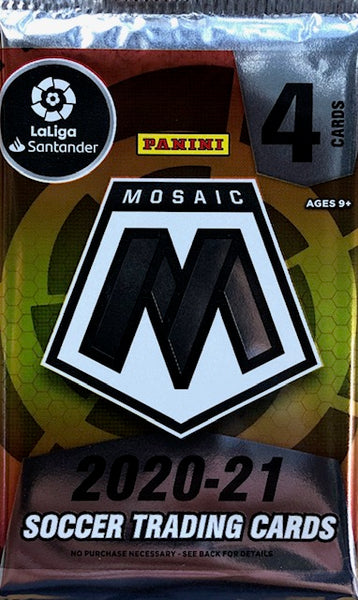 LaLiga
Santander
PANINI
4
CARDS
AGES 9+
MOSAIC
M
2020-21
SOCCER TRADING CARDS
NO PURCHASE NECESSARY - SEE BACK FOR DETAILS